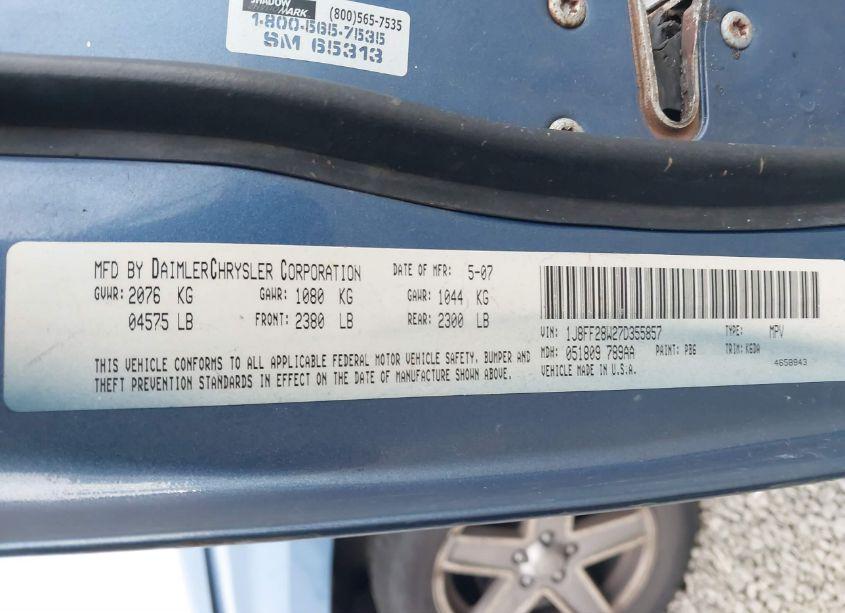 SHADOW
MARK
(800)565-7535
1-800-565-7535
SM 65313
MFD BY DAIMLERCHRYSLER CORPORATION
DATE OF MFR: 5-07
GVWR: 2076 KG
GAWR: 1080 KG
GAWR: 1044 KG
04575 LB
FRONT: 2380 LB
REAR: 2300 LB
THIS VEHICLE CONFORMS TO ALL APPLICABLE FEDERAL MOTOR VEHICLE SAFETY, BUMPER AND
THEFT PREVENTION STANDARDS IN EFFECT ON THE DATE OF MANUFACTURE SHOWN ABOVE.
VIN: 1J8FF28W27D355857
TYPE: MPV
MDH: 051809 789AA
PAINT: PB6
TRIM: K6DA
VEHICLE MADE IN U.S.A.
4658943